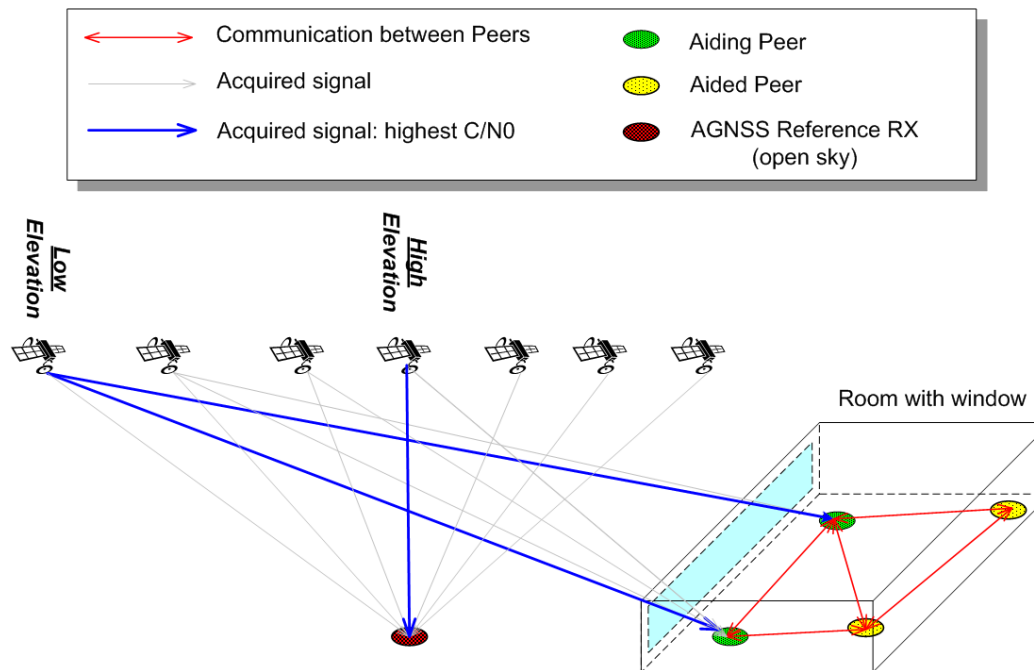 Communication between Peers
Acquired signal
Acquired signal: highest C/N0
Aiding Peer
Aided Peer
AGNSS Reference RX
(open sky)
Low
Elevation
High
Elevation
Room with window